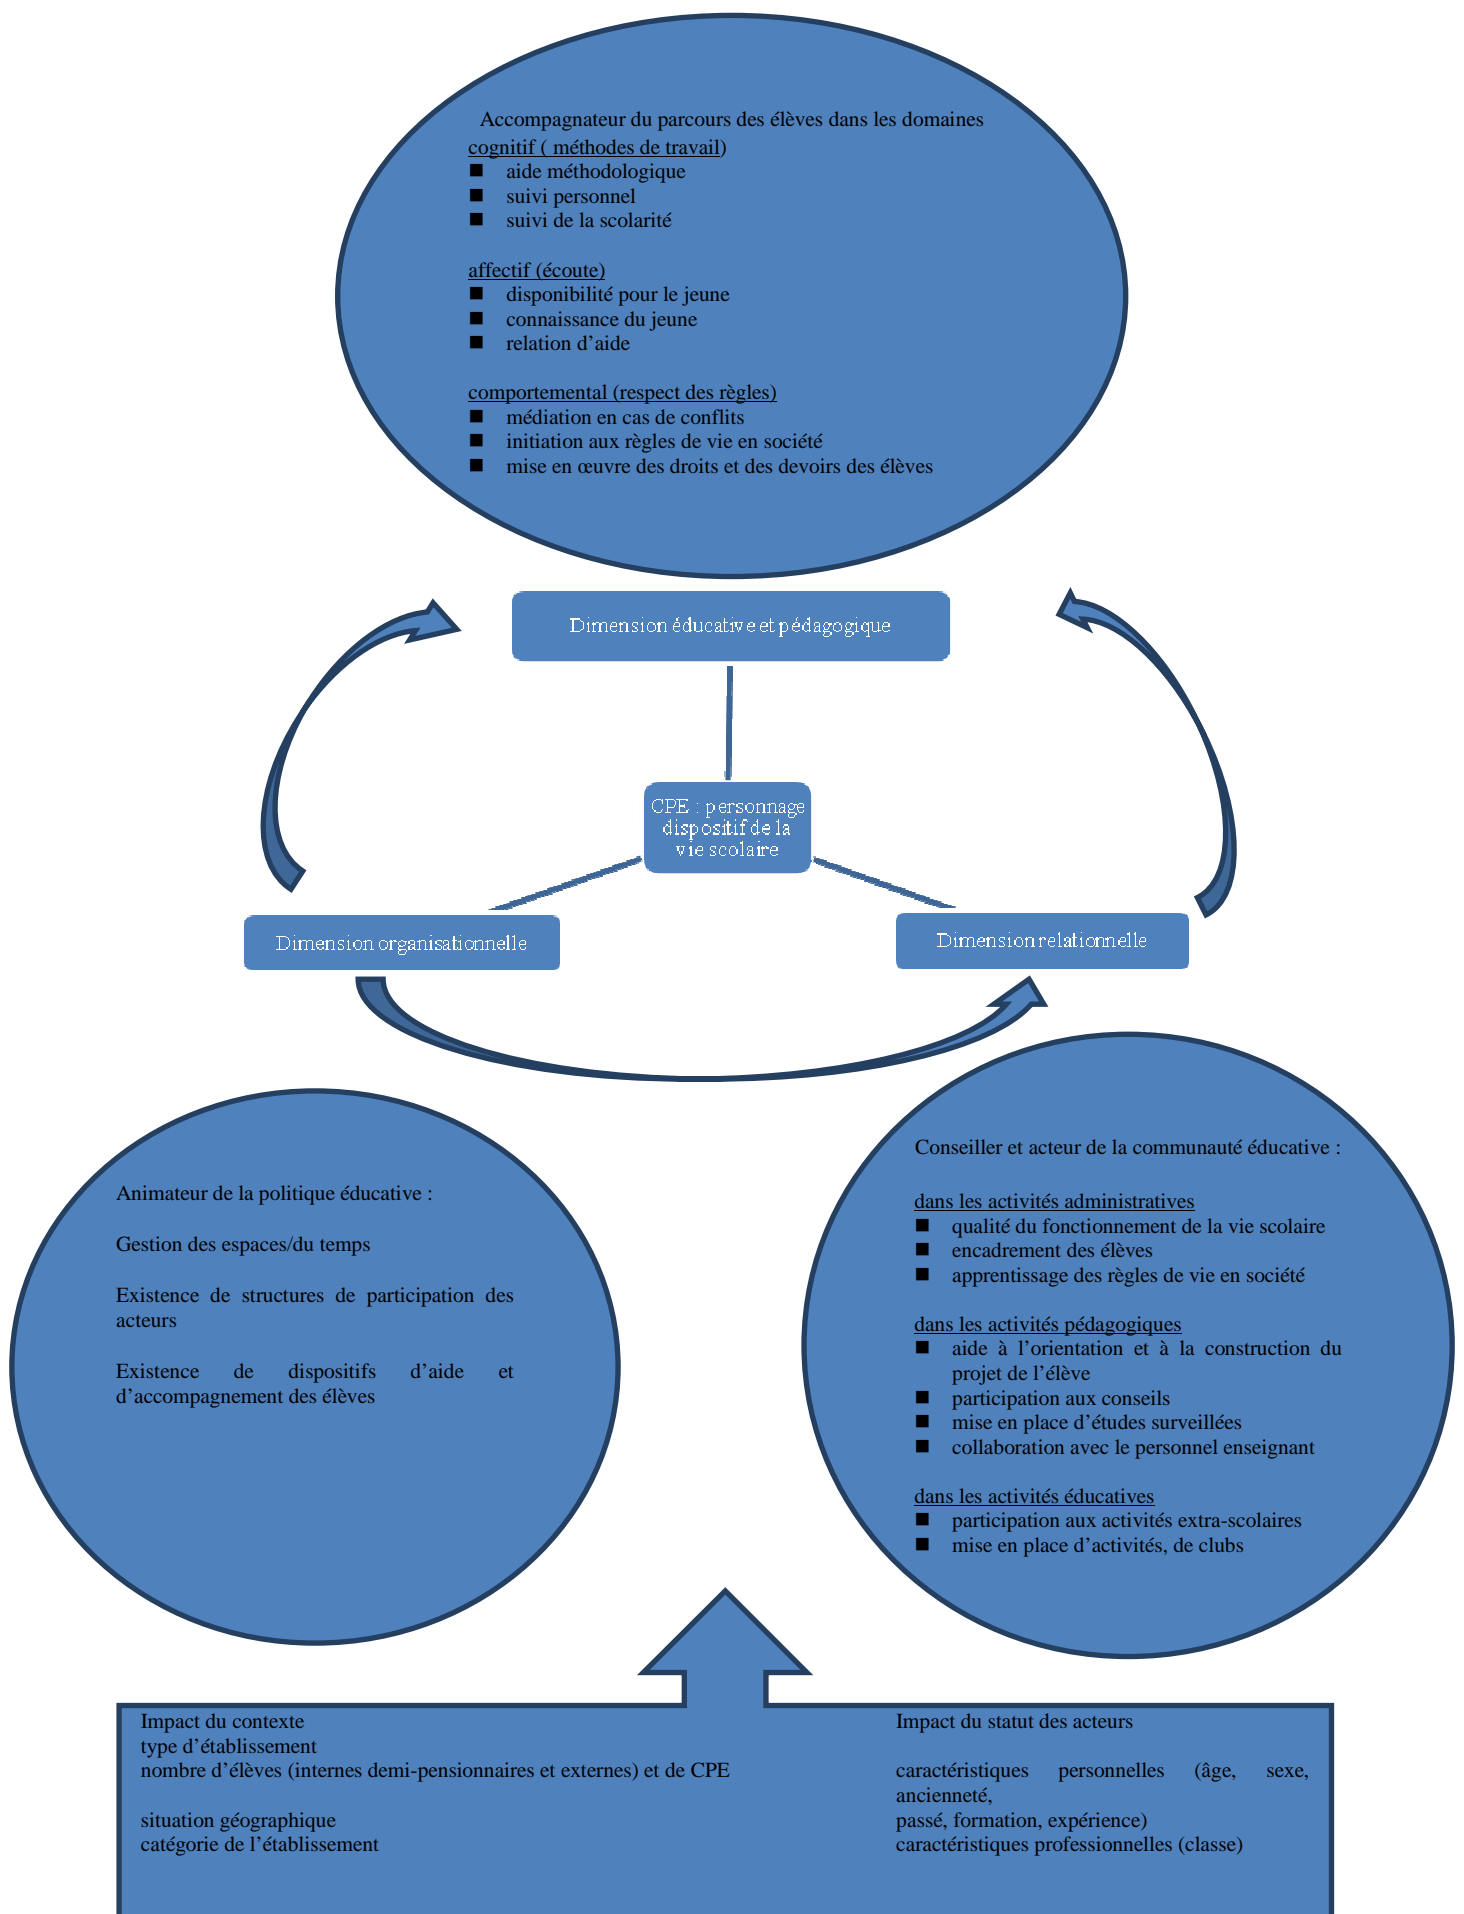 Accompagnateur du parcours des élèves dans les domaines
cognitif ( méthodes de travail)
■ aide méthodologique
■ suivi personnel
■ suivi de la scolarité
affectif (écoute)
■ disponibilité pour le jeune
■ connaissance du jeune
■ relation d’aide
comportemental (respect des règles)
■ médiation en cas de conflits
■ initiation aux règles de vie en société
■ mise en œuvre des droits et des devoirs des élèves
Dimension éducative et pédagogique
CPE : personnage
dispositif de la
vie scolaire
Dimension organisationnelle
Dimension relationnelle
Animateur de la politique éducative :
Gestion des espaces/du temps
Existence de structures de participation des
acteurs
Existence de dispositifs d’aide et
d’accompagnement des élèves
Conseiller et acteur de la communauté éducative :
dans les activités administratives
■ qualité du fonctionnement de la vie scolaire
■ encadrement des élèves
■ apprentissage des règles de vie en société
dans les activités pédagogiques
■ aide à l’orientation et à la construction du
projet de l’élève
■ participation aux conseils
■ mise en place d’études surveillées
■ collaboration avec le personnel enseignant
dans les activités éducatives
■ participation aux activités extra-scolaires
■ mise en place d’activités, de clubs
Impact du contexte
type d’établissement
nombre d’élèves (internes demi-pensionnaires et externes) et de CPE
situation géographique
catégorie de l’établissement
Impact du statut des acteurs
caractéristiques personnelles (âge, sexe,
ancienneté,
passé, formation, expérience)
caractéristiques professionnelles (classe)